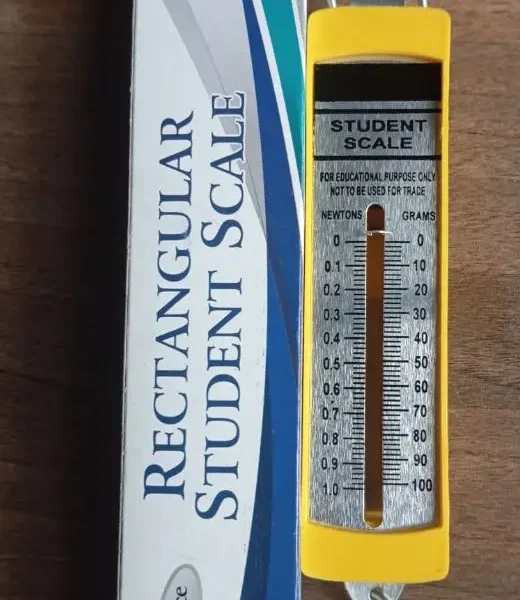 RECTANGULAR
STUDENT SCALE
STUDENT
SCALE
FOR EDUCATIONAL PURPOSE ONLY
NOT TO BE USED FOR TRADE
NEWTONS GRAMS
0 0
0.1 10
0.2 20
0.3 30
0.4 40
0.5 50
0.6 60
0.7 70
0.8 80
0.9 90
1.0 100